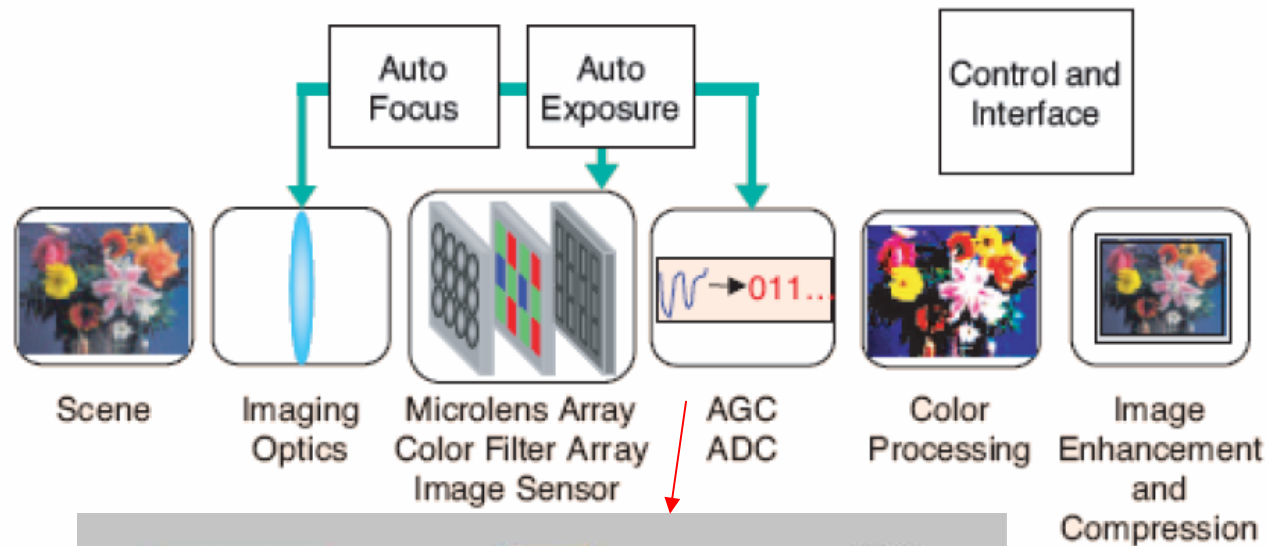 Auto
Focus
Auto
Exposure
Control and
Interface
011...
Scene
Imaging
Optics
Microlens Array
Color Filter Array
Image Sensor
AGC
ADC
Color
Processing
Image
Enhancement
and
Compression